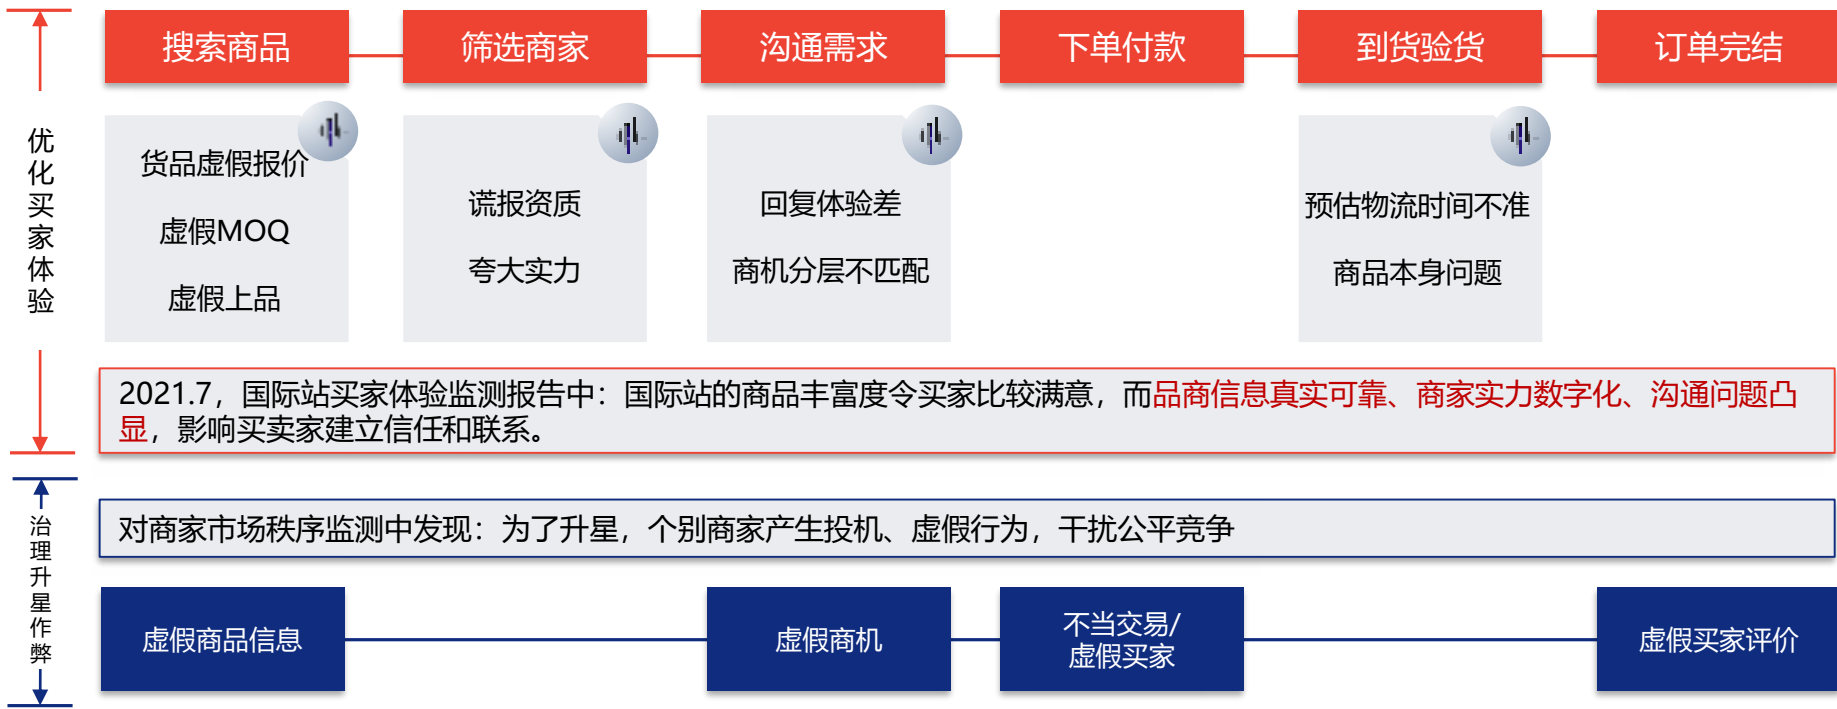 搜索商品
筛选商家
沟通需求
下单付款
到货验货
订单完结
优化买家体验
货品虚假报价
虚假MOQ
虚假上品
谎报资质
夸大实力
回复体验差
商机分层不匹配
预估物流时间不准
商品本身问题
2021.7，国际站买家体验监测报告中：国际站的商品丰富度令买家比较满意，而品商信息真实可靠、商家实力数字化、沟通问题凸
显，影响买卖家建立信任和联系。
治理升星作弊
对商家市场秩序监测中发现：为了升星，个别商家产生投机、虚假行为，干扰公平竞争
虚假商品信息
虚假商机
不当交易/
虚假买家
虚假买家评价